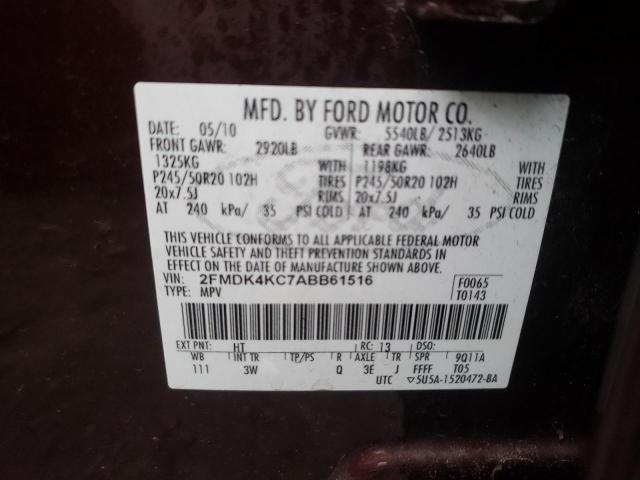 MFD. BY FORD MOTOR CO.
DATE: 05/10 GVWR: 5540LB/ 2513KG
FRONT GAWR: 2920LB REAR GAWR: 2640LB
1325KG WITH 1198KG WITH
P245/50R20 102H TIRES P245/50R20 102H TIRES
20x7.5J RIMS 20x7.5J RIMS
AT 240 kPa/ 35 PSI COLD AT 240 kPa/ 35 PSI COLD
THIS VEHICLE CONFORMS TO ALL APPLICABLE FEDERAL MOTOR
VEHICLE SAFETY AND THEFT PREVENTION STANDARDS IN
EFFECT ON THE DATE OF MANUFACTURE SHOWN ABOVE.
VIN: 2FMDK4KC7ABB61516 F0065
TYPE: MPV T0143
EXT PNT: HT RC: 13 DSO:
WB INT TR TP/PS R AXLE TR SPR 9Q11A
111 3W Q 3E J FFFF T05
UTC ▽5U5A-1520472-BA